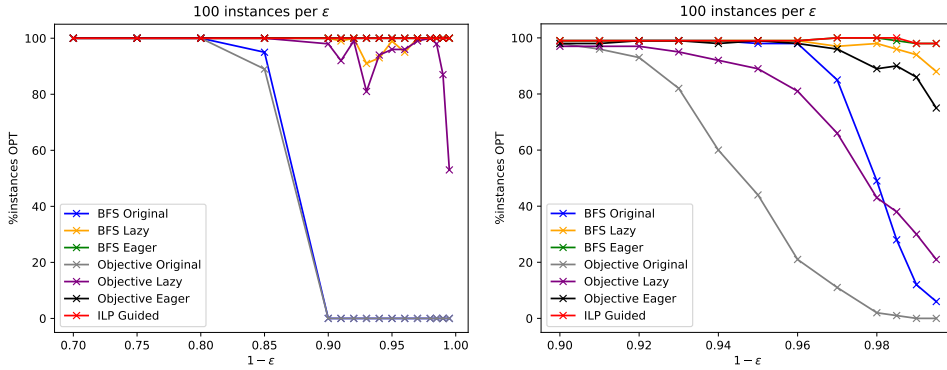 100 instances per ε
%instances OPT
100
80
60
40
20
0
BFS Original
BFS Lazy
BFS Eager
Objective Original
Objective Lazy
Objective Eager
ILP Guided
0.70 0.75 0.80 0.85 0.90 0.95 1.00
1 − ε
100 instances per ε
%instances OPT
100
80
60
40
20
0
BFS Original
BFS Lazy
BFS Eager
Objective Original
Objective Lazy
Objective Eager
ILP Guided
0.90 0.92 0.94 0.96 0.98
1 − ε